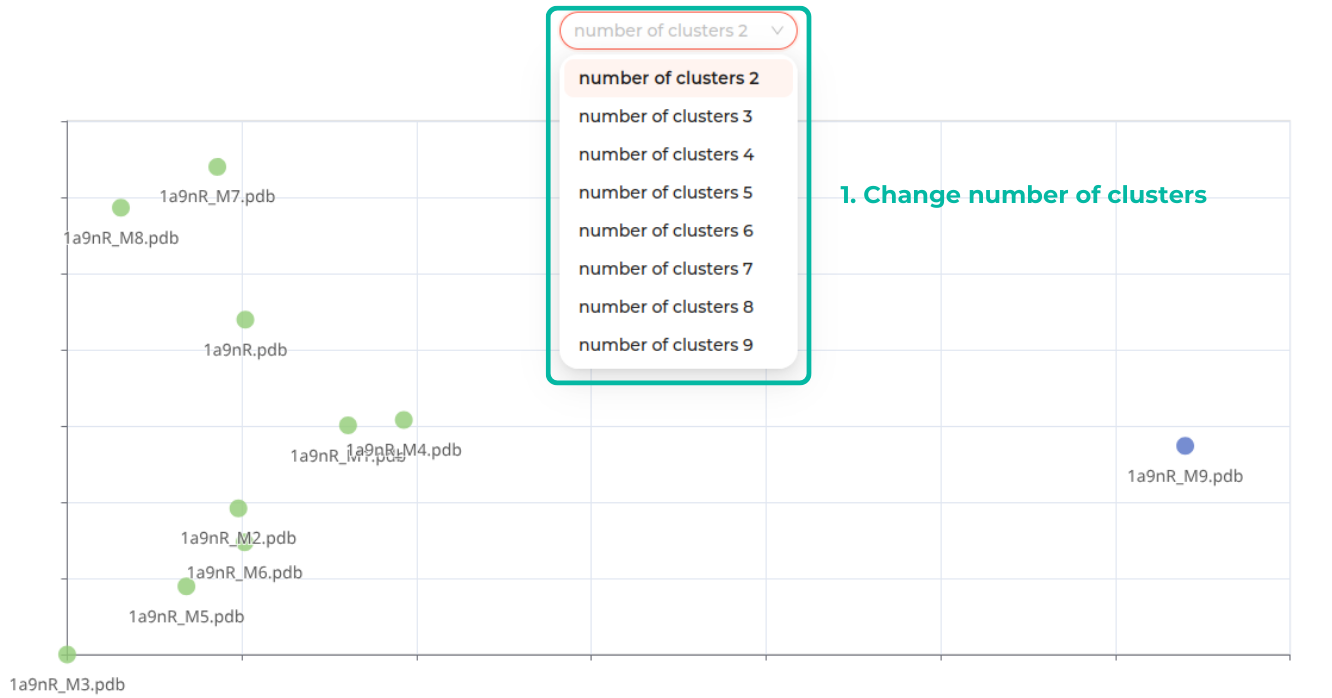 number of clusters 2
number of clusters 2
number of clusters 3
number of clusters 4
number of clusters 5
number of clusters 6
number of clusters 7
number of clusters 8
number of clusters 9
1. Change number of clusters
1a9nR_M7.pdb
1a9nR_M8.pdb
1a9nR.pdb
1a9nR_M1.pdb
1a9nR_M4.pdb
1a9nR_M9.pdb
1a9nR_M2.pdb
1a9nR_M6.pdb
1a9nR_M5.pdb
1a9nR_M3.pdb